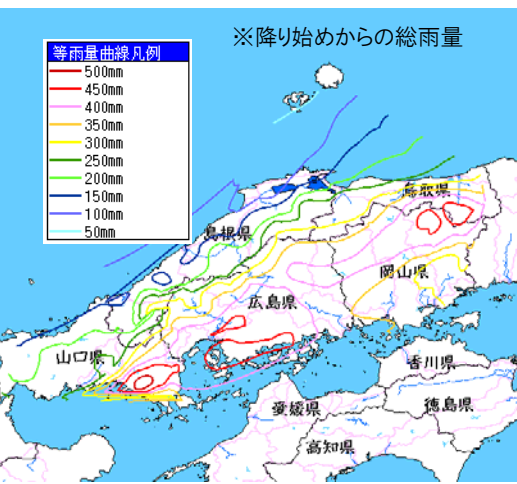 ※降り始めからの総雨量
等雨量曲線凡例
500mm
450mm
400mm
350mm
300mm
250mm
200mm
150mm
100mm
50mm
鳥取県
島根県
岡山県
広島県
山口県
香川県
愛媛県
徳島県
高知県